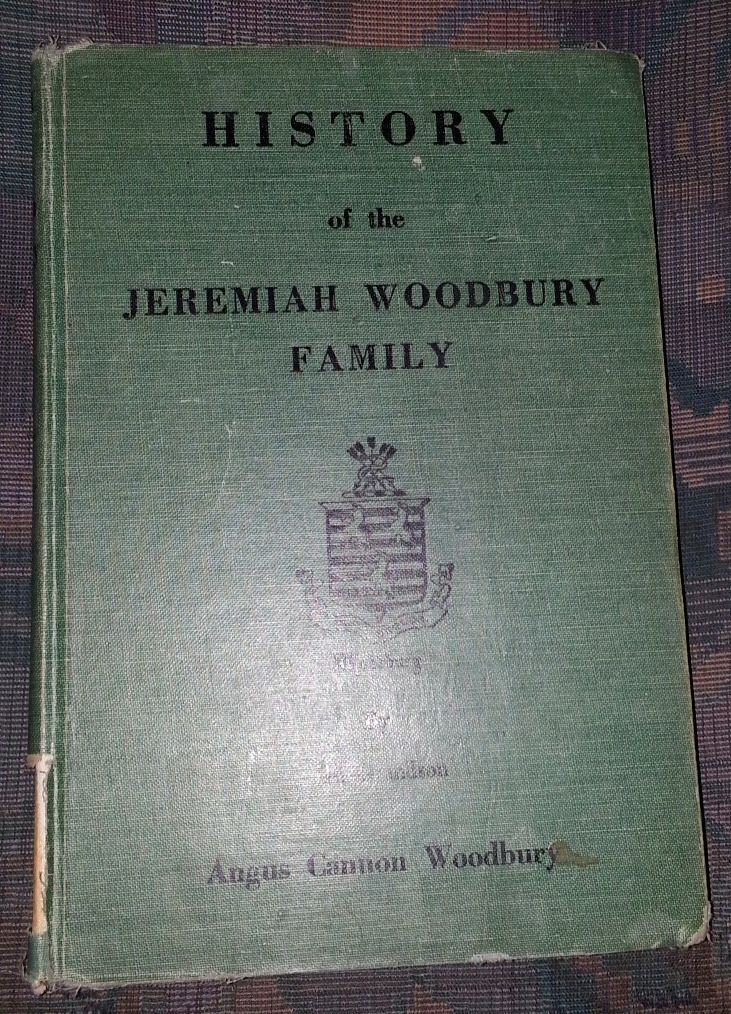 HISTORY
of the
JEREMIAH WOODBURY
FAMILY
By
Angus Cannon Woodbury